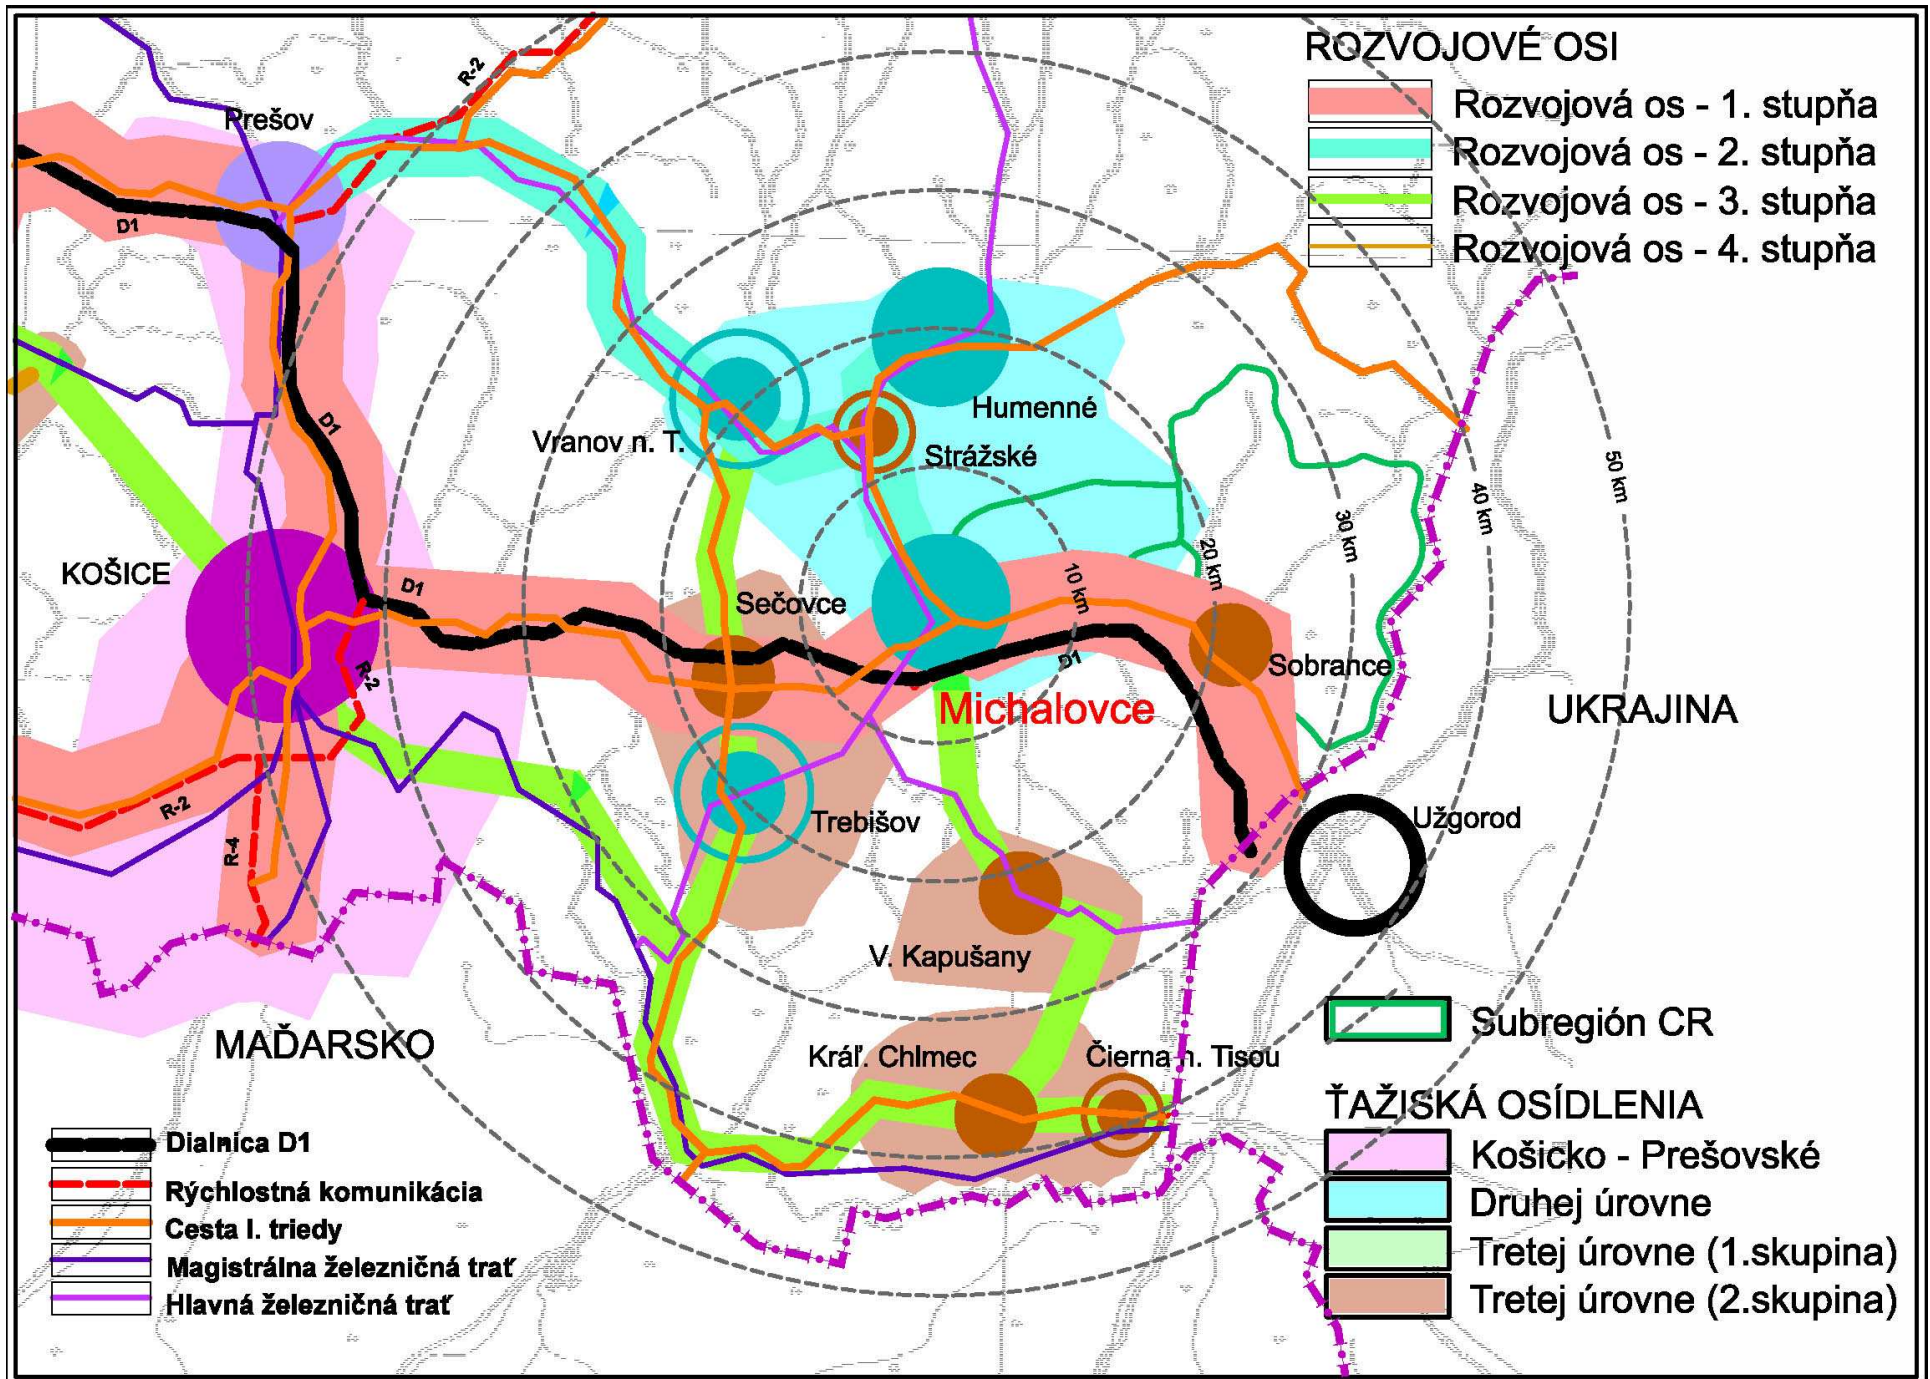 ROZVOJOVÉ OSI
Rozvojová os - 1. stupňa
Rozvojová os - 2. stupňa
Rozvojová os - 3. stupňa
Rozvojová os - 4. stupňa
R-2
Prešov
D1
D1
Humenné
Vranov n. T.
Strážské
50 km
40 km
30 km
20 km
10 km
KOŠICE
D1
Sečovce
R-2
D1
Sobrance
Michalovce
UKRAJINA
R-2
R-4
Trebišov
Užgorod
V. Kapušany
MAĎARSKO
Kráľ. Chlmec
Čierna n. Tisou
Subregión CR
ŤAŽISKÁ OSÍDLENIA
Košičko - Prešovské
Druhej úrovne
Tretej úrovne (1.skupina)
Tretej úrovne (2.skupina)
Dialnica D1
Rýchlostná komunikácia
Cesta I. triedy
Magistrálna železničná trať
Hlavná železničná trať